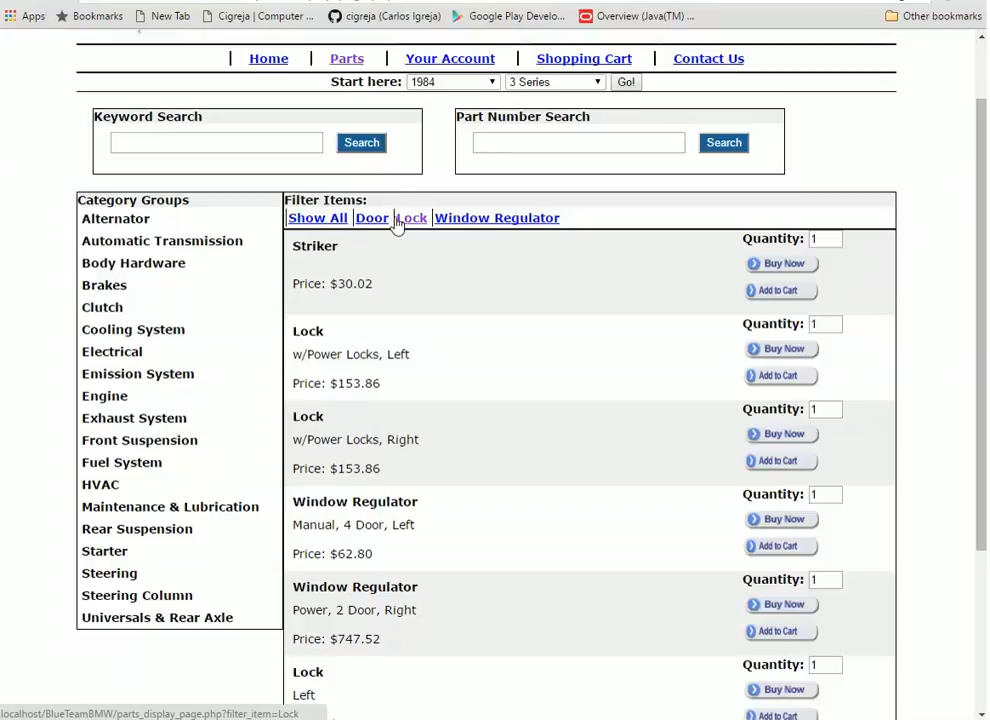 Apps Bookmarks New Tab Cigreja | Computer ... cigreja (Carlos Igreja) Google Play Develo... Overview (Java(TM) ... Other bookmarks
Home | Parts | Your Account | Shopping Cart | Contact Us
Start here: 1984 3 Series Go!
Keyword Search
Search
Part Number Search
Search
Category Groups
Alternator
Automatic Transmission
Body Hardware
Brakes
Clutch
Cooling System
Electrical
Emission System
Engine
Exhaust System
Front Suspension
Fuel System
HVAC
Maintenance & Lubrication
Rear Suspension
Starter
Steering
Steering Column
Universals & Rear Axle
Filter Items:
Show All | Door | Lock | Window Regulator
Striker
Price: $30.02
Quantity: 1
Buy Now
Add to Cart
Lock
w/Power Locks, Left
Price: $153.86
Quantity: 1
Buy Now
Add to Cart
Lock
w/Power Locks, Right
Price: $153.86
Quantity: 1
Buy Now
Add to Cart
Window Regulator
Manual, 4 Door, Left
Price: $62.80
Quantity: 1
Buy Now
Add to Cart
Window Regulator
Power, 2 Door, Right
Price: $747.52
Quantity: 1
Buy Now
Add to Cart
Lock
Left
Quantity: 1
Buy Now
Add to Cart
localhost/BlueTeamBMW/parts_display_page.php?filter_item=Lock